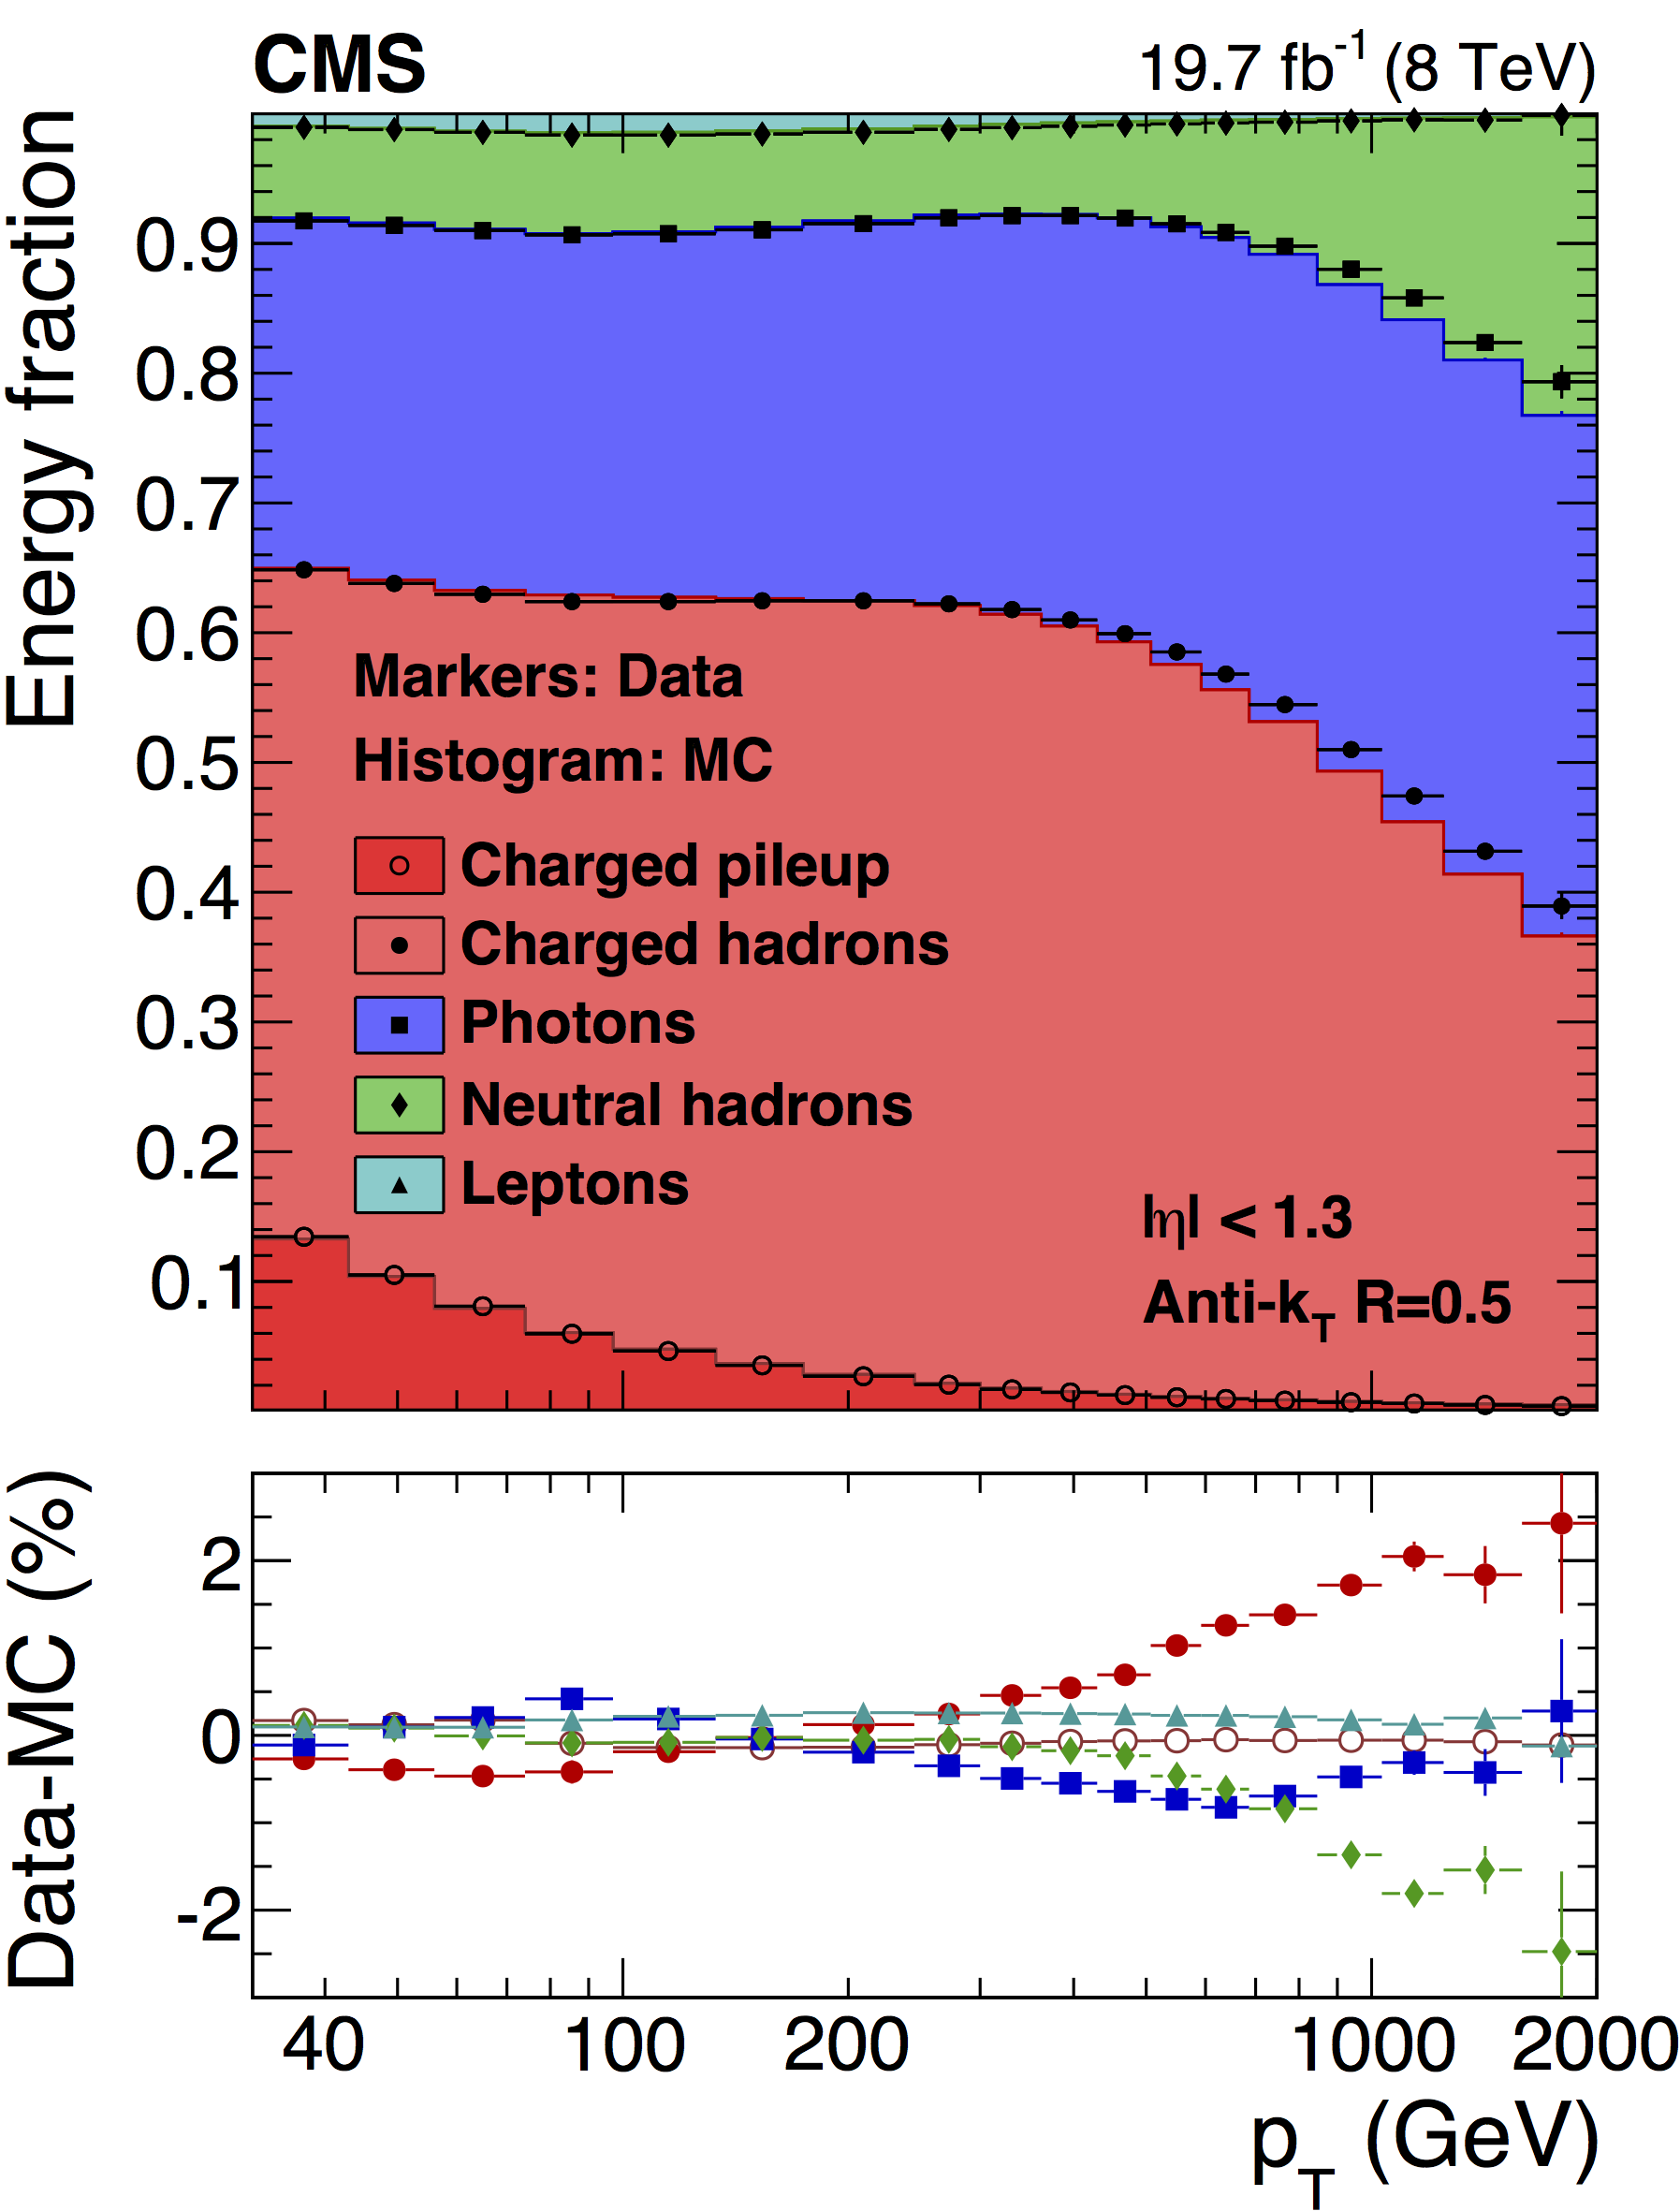 CMS
19.7 fb⁻¹ (8 TeV)
Energy fraction
0.9
0.8
0.7
0.6
0.5
0.4
0.3
0.2
0.1
Markers: Data
Histogram: MC
Charged pileup
Charged hadrons
Photons
Neutral hadrons
Leptons
|η| < 1.3
Anti-k_T R=0.5
Data-MC (%)
2
0
-2
40 100 200 1000 2000
p_T (GeV)